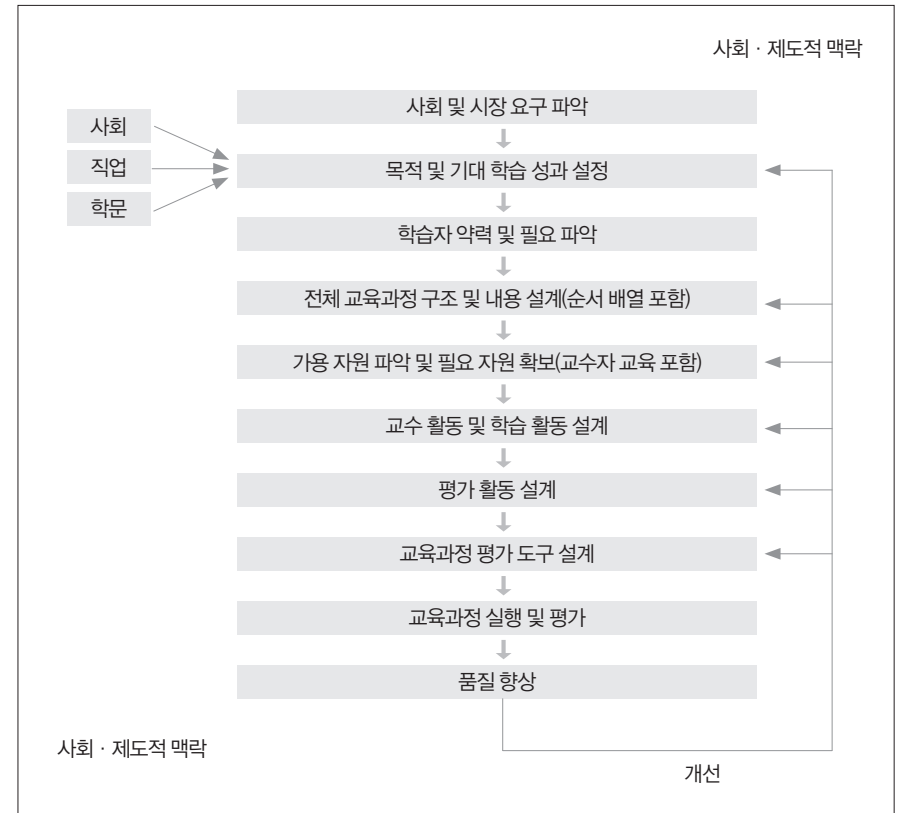 사회 · 제도적 맥락
사회 및 시장 요구 파악
사회
직업
학문
목적 및 기대 학습 성과 설정
학습자 약력 및 필요 파악
전체 교육과정 구조 및 내용 설계(순서 배열 포함)
가용 자원 파악 및 필요 자원 확보(교수자 교육 포함)
교수 활동 및 학습 활동 설계
평가 활동 설계
교육과정 평가 도구 설계
교육과정 실행 및 평가
품질 향상
사회 · 제도적 맥락
개선